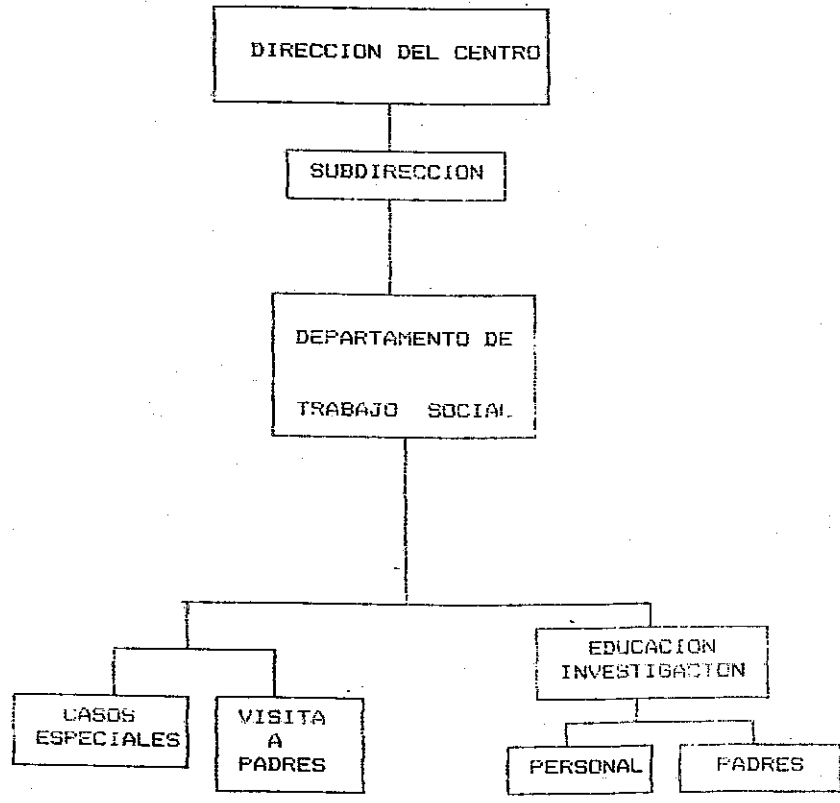 DIRECCION DEL CENTRO
SUBDIRECCION
DEPARTAMENTO DE
TRABAJO SOCIAL
EDUCACION
INVESTIGACION
CASOS
ESPECIALES
VISITA
A
PADRES
PERSONAL
PADRES